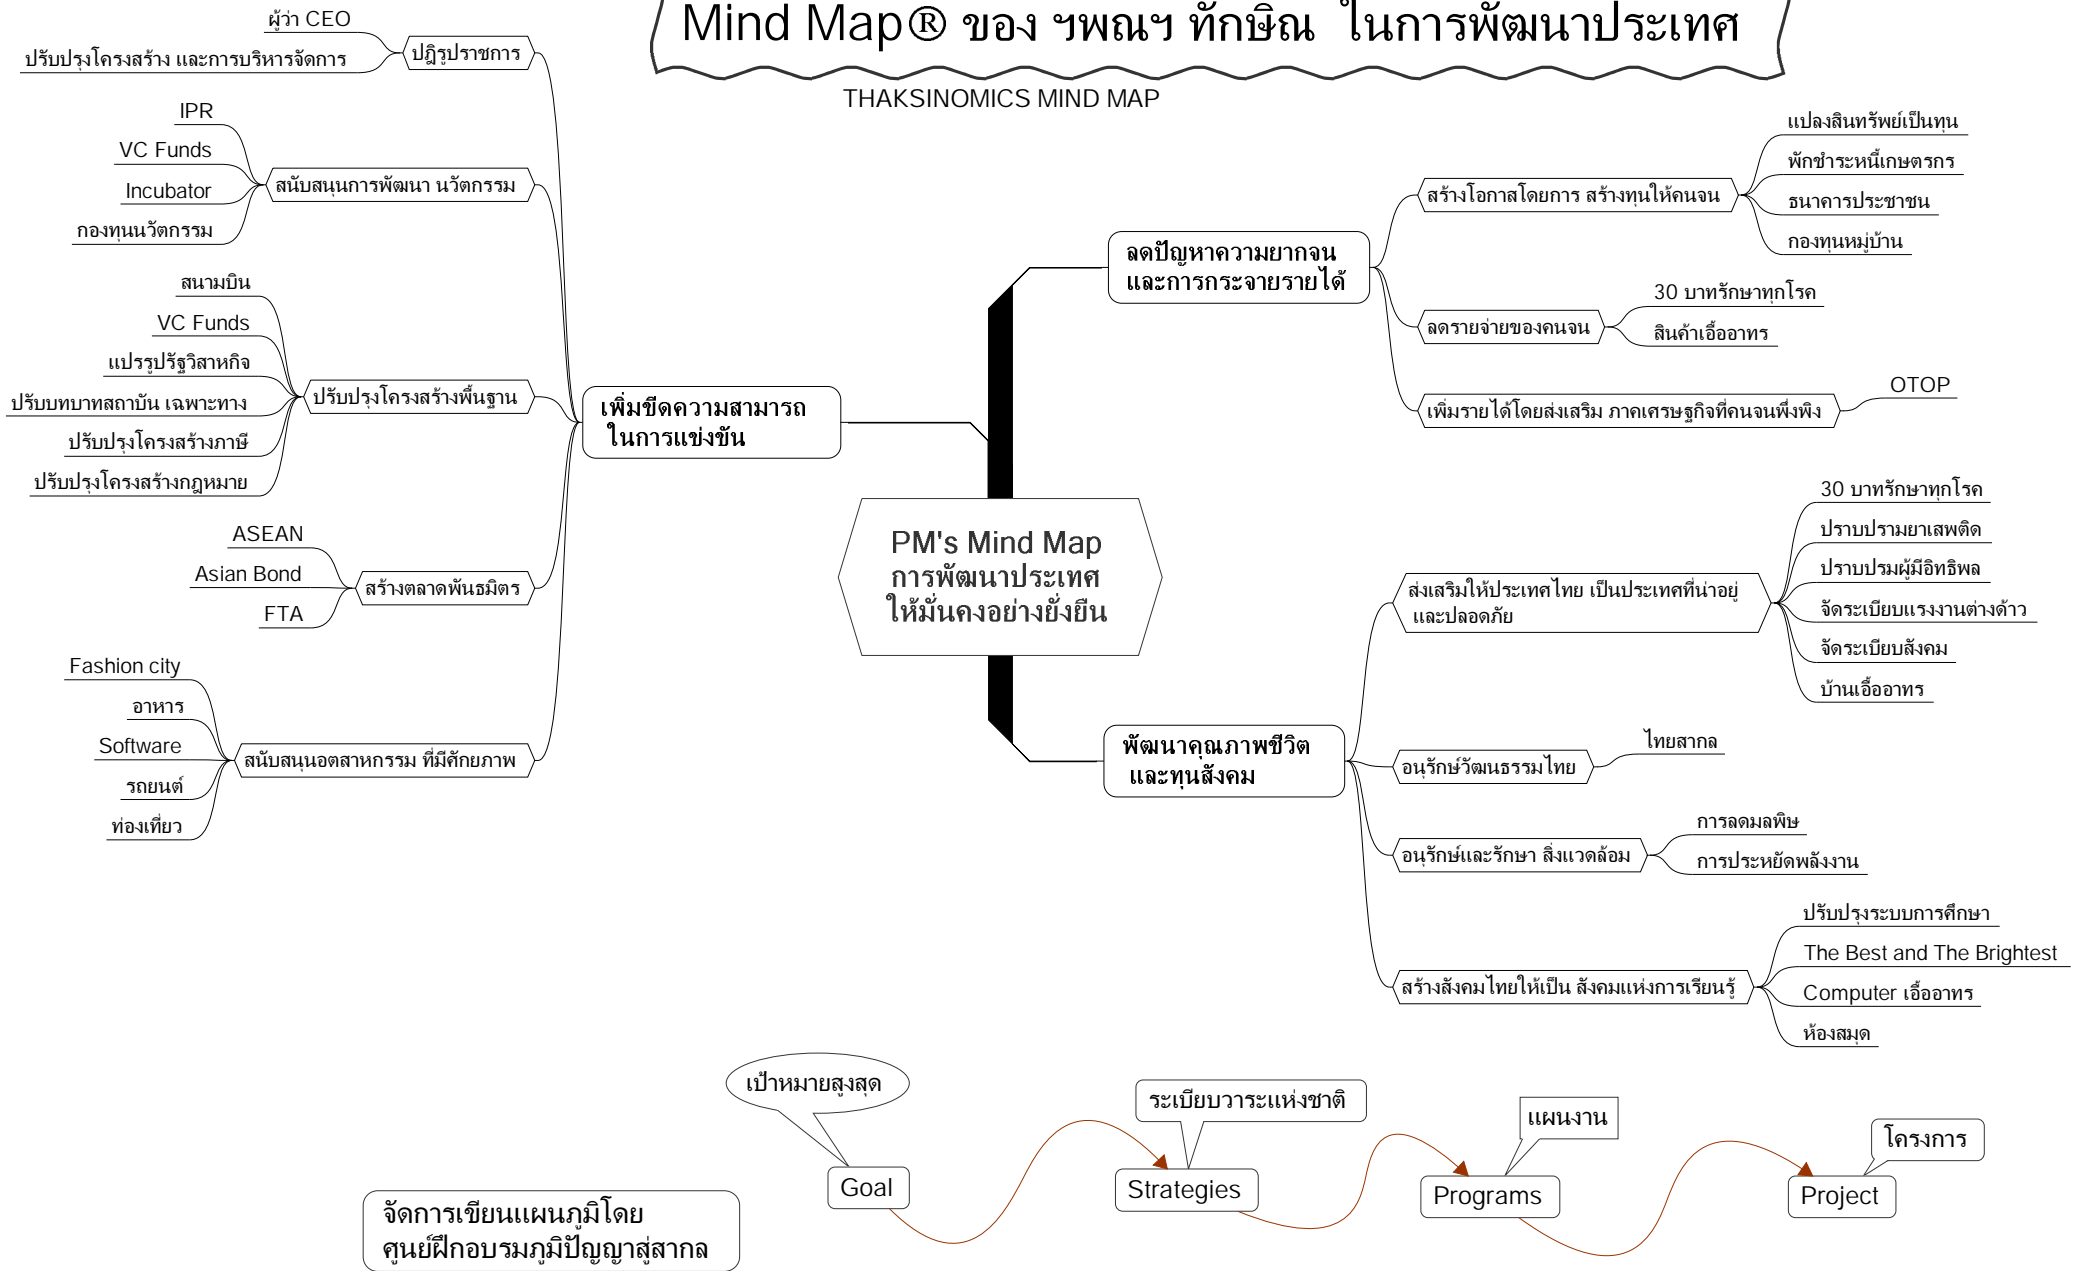 Mind Map® ของ ฯพณฯ ทักษิณ ในการพัฒนาประเทศ
THAKSINOMICS MIND MAP
ผู้ว่า CEO
ปรับปรุงโครงสร้าง และการบริหารจัดการ
ปฎิรูปราชการ
IPR
VC Funds
Incubator
กองทุนนวัตกรรม
สนับสนุนการพัฒนา นวัตกรรม
สนามบิน
VC Funds
แปรรูปรัฐวิสาหกิจ
ปรับบทบาทสถาบัน เฉพาะทาง
ปรับปรุงโครงสร้างภาษี
ปรับปรุงโครงสร้างกฎหมาย
ปรับปรุงโครงสร้างพื้นฐาน
ASEAN
Asian Bond
FTA
สร้างตลาดพันธมิตร
Fashion city
อาหาร
Software
รถยนต์
ท่องเที่ยว
สนับสนุนอตสาหกรรม ที่มีศักยภาพ
เพิ่มขีดความสามารถ
ในการแข่งขัน
PM's Mind Map
การพัฒนาประเทศ
ให้มั่นคงอย่างยั่งยืน
ลดปัญหาความยากจน
และการกระจายรายได้
สร้างโอกาสโดยการ สร้างทุนให้คนจน
แปลงสินทรัพย์เป็นทุน
พักชำระหนี้เกษตรกร
ธนาคารประชาชน
กองทุนหมู่บ้าน
ลดรายจ่ายของคนจน
30 บาทรักษาทุกโรค
สินค้าเอื้ออาทร
เพิ่มรายได้โดยส่งเสริม ภาคเศรษฐกิจที่คนจนพึ่งพิง
OTOP
พัฒนาคุณภาพชีวิต
และทุนสังคม
ส่งเสริมให้ประเทศไทย เป็นประเทศที่น่าอยู่
และปลอดภัย
30 บาทรักษาทุกโรค
ปราบปรามยาเสพติด
ปราบปรมผู้มีอิทธิพล
จัดระเบียบแรงงานต่างด้าว
จัดระเบียบสังคม
บ้านเอื้ออาทร
อนุรักษ์วัฒนธรรมไทย
ไทยสากล
อนุรักษ์และรักษา สิ่งแวดล้อม
การลดมลพิษ
การประหยัดพลังงาน
สร้างสังคมไทยให้เป็น สังคมแห่งการเรียนรู้
ปรับปรุงระบบการศึกษา
The Best and The Brightest
Computer เอื้ออาทร
ห้องสมุด
เป้าหมายสูงสุด
Goal
ระเบียบวาระแห่งชาติ
Strategies
แผนงาน
Programs
โครงการ
Project
จัดการเขียนแผนภูมิโดย
ศูนย์ฝึกอบรมภูมิปัญญาสู่สากล